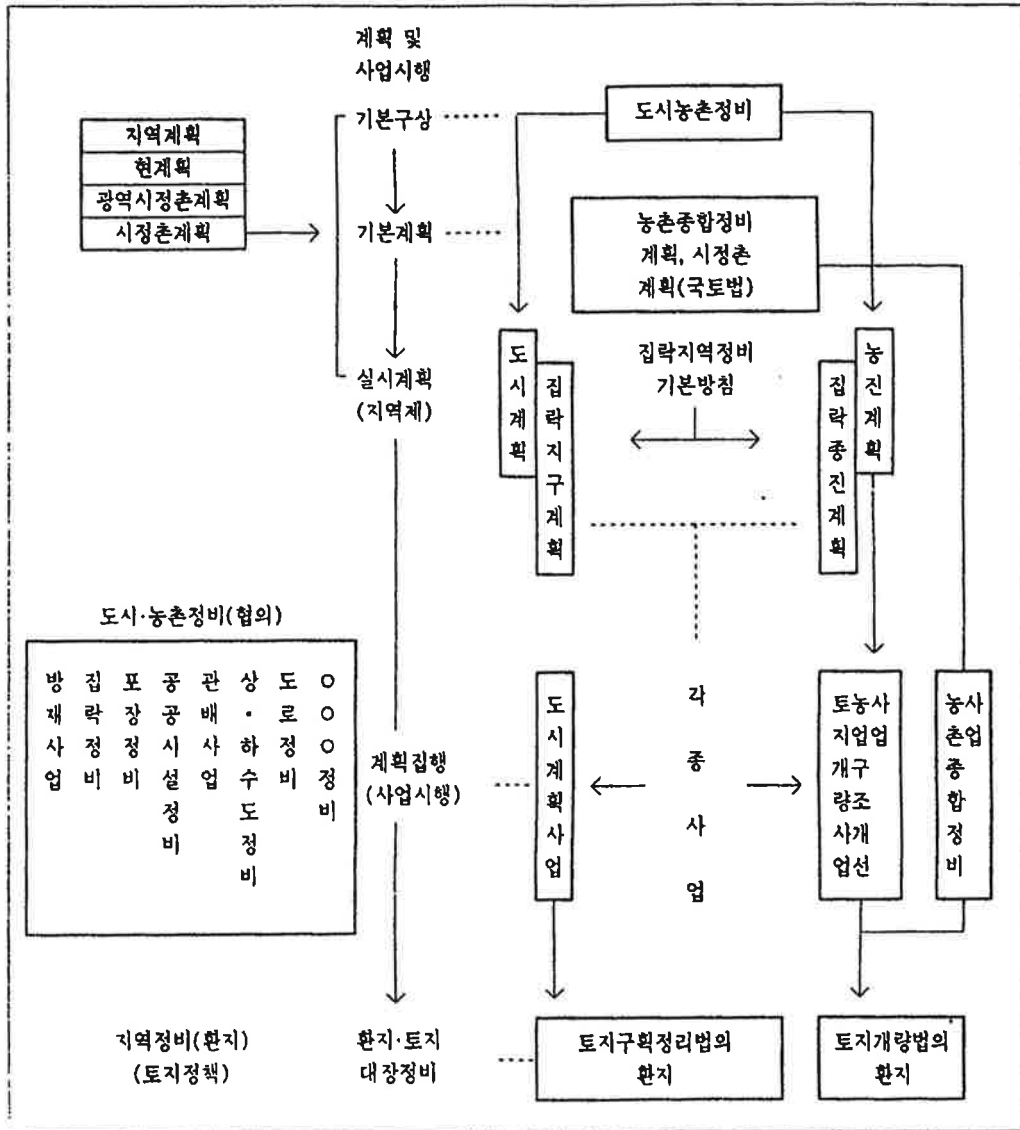 계획 및
사업시행
기본구상
도시농촌정비
지역계획
현계획
광역시정촌계획
시정촌계획
기본계획
농촌종합정비
계획, 시정촌
계획(국토법)
실시계획
(지역제)
도시계획
집락지구계획
집락지역정비
기본방침
집락종진계획
농진계획
도시·농촌정비(협의)
방재사업
집락정비
포장정비
공공시설정비
관배사업
상·하수도정비
도로정비
○○○정비
계획집행
(사업시행)
도시계획사업
각종사업
토지개량사업
농업구조개선
사업
농촌종합정비
사업
지역정비(환지)
(토지정책)
환지·토지
대장정비
토지구획정리법의
환지
토지개량법의
환지